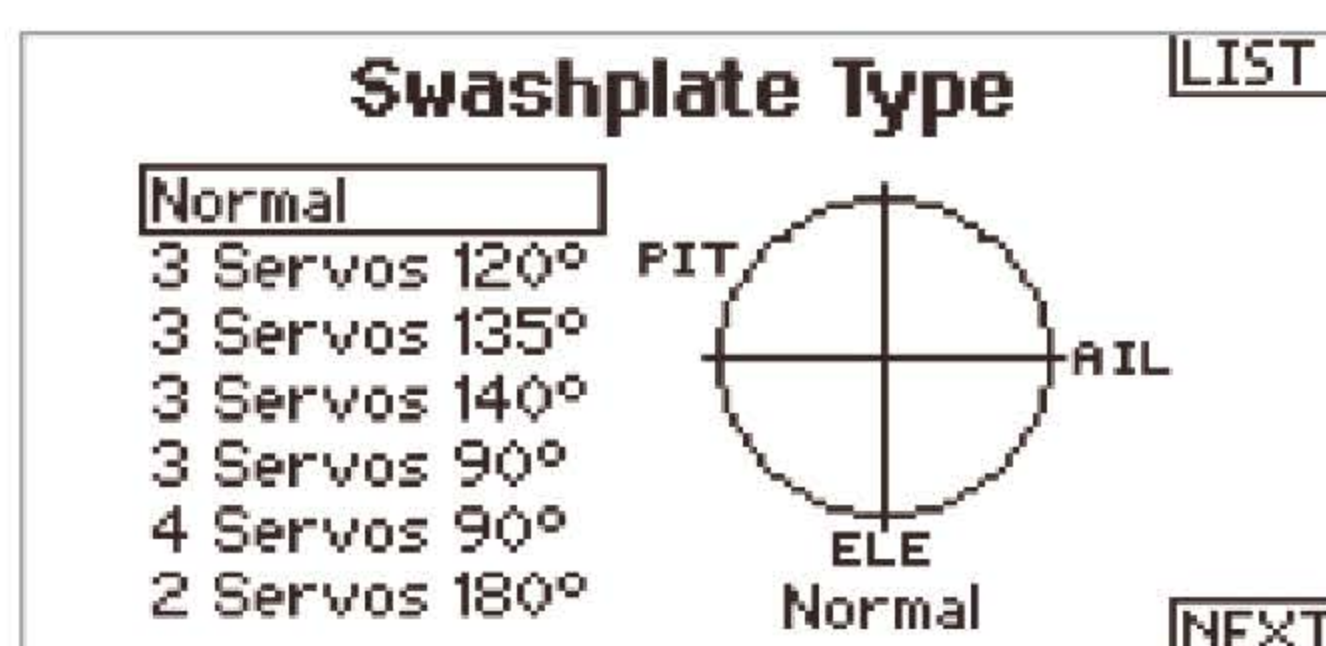 Swashplate Type
LIST
Normal
3 Servos 120°
3 Servos 135°
3 Servos 140°
3 Servos 90°
4 Servos 90°
2 Servos 180°
PIT
AIL
ELE
Normal
NEXT